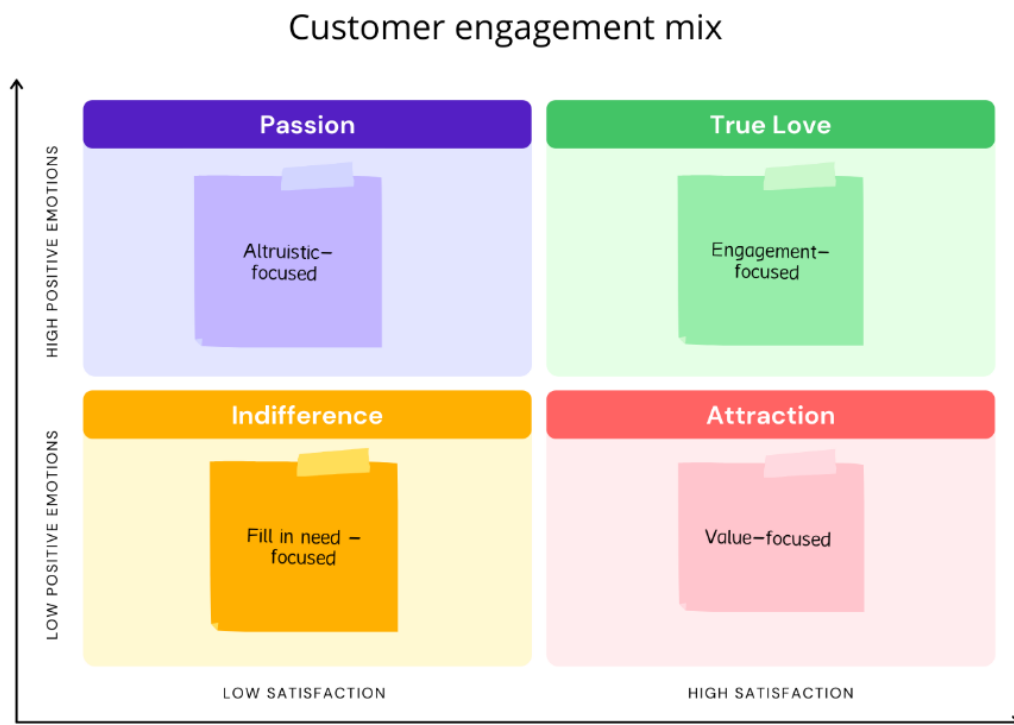 Customer engagement mix
HIGH POSITIVE EMOTIONS
Passion
Altruistic–
focused
True Love
Engagement–
focused
LOW POSITIVE EMOTIONS
Indifference
Fill in need –
focused
Attraction
Value–focused
LOW SATISFACTION
HIGH SATISFACTION